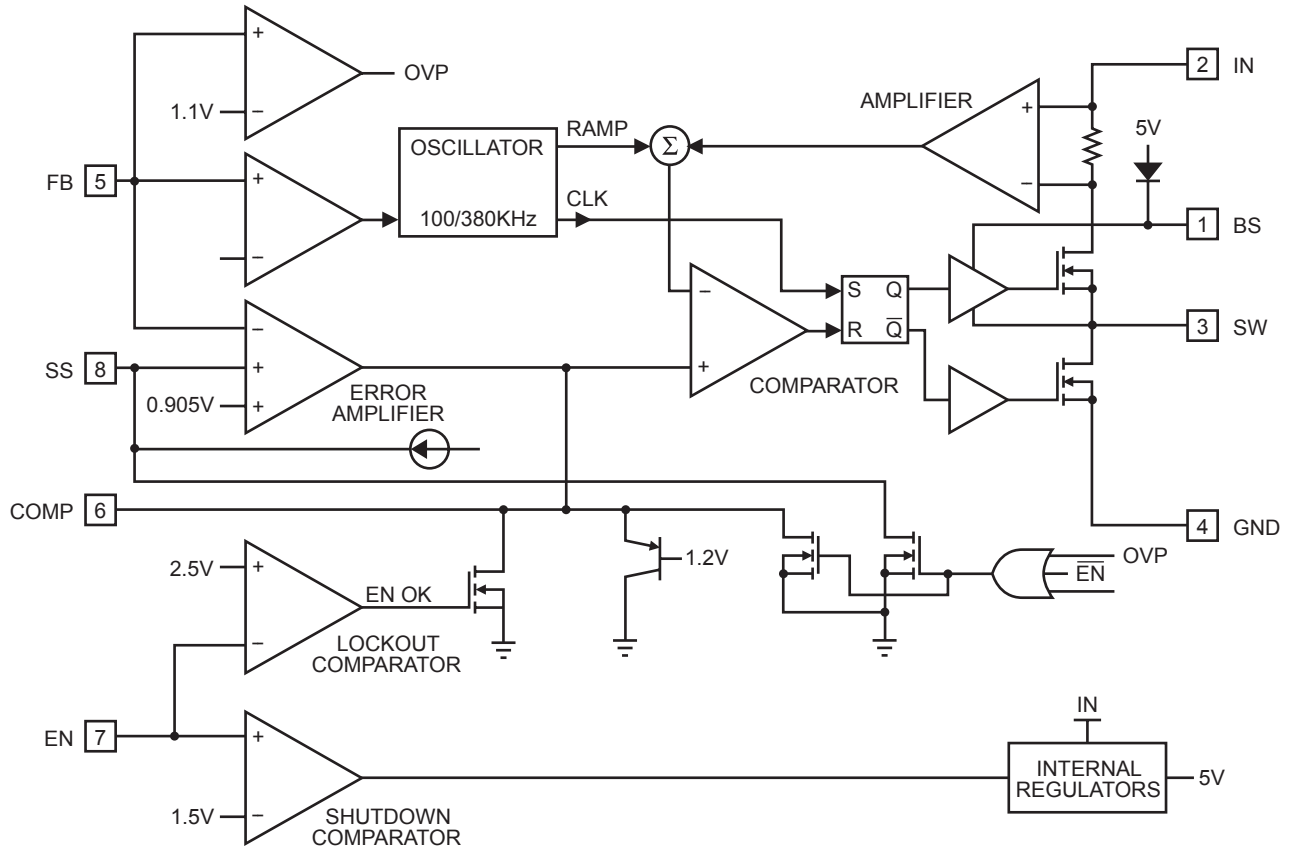 +
OVP
1.1V
−
FB 5
+
−
OSCILLATOR
100/380KHz
RAMP
CLK
Σ
AMPLIFIER
+
−
2 IN
5V
1 BS
3 SW
4 GND
SS 8
−
+
0.905V
+
ERROR
AMPLIFIER
−
+
COMPARATOR
S Q
R Q̅
COMP 6
2.5V
+
−
EN OK
LOCKOUT
COMPARATOR
1.2V
OVP
E̅N̅
EN 7
+
1.5V
−
SHUTDOWN
COMPARATOR
IN
INTERNAL
REGULATORS
5V